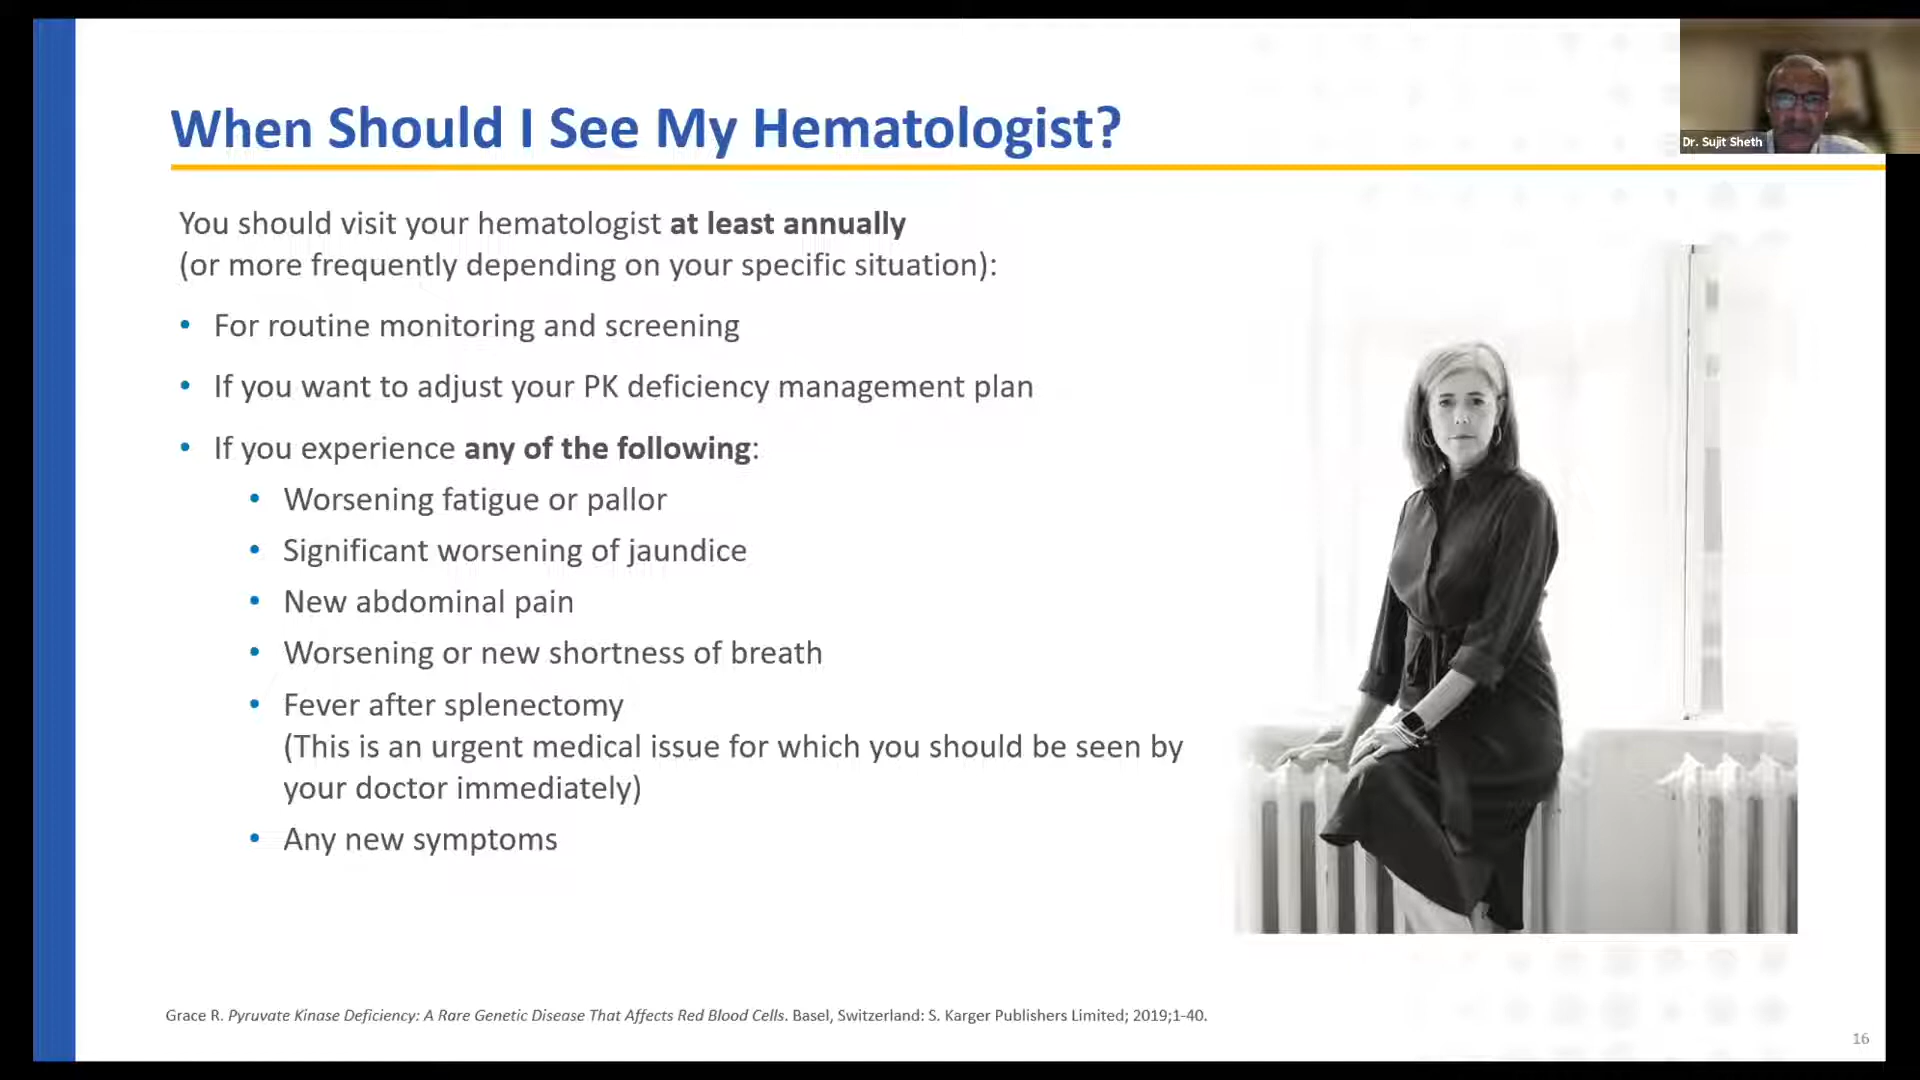 Dr. Sujit Sheth
When Should I See My Hematologist?
You should visit your hematologist at least annually
(or more frequently depending on your specific situation):
• For routine monitoring and screening
• If you want to adjust your PK deficiency management plan
• If you experience any of the following:
• Worsening fatigue or pallor
• Significant worsening of jaundice
• New abdominal pain
• Worsening or new shortness of breath
• Fever after splenectomy
(This is an urgent medical issue for which you should be seen by
your doctor immediately)
• Any new symptoms
Grace R. Pyruvate Kinase Deficiency: A Rare Genetic Disease That Affects Red Blood Cells. Basel, Switzerland: S. Karger Publishers Limited; 2019;1-40.
16